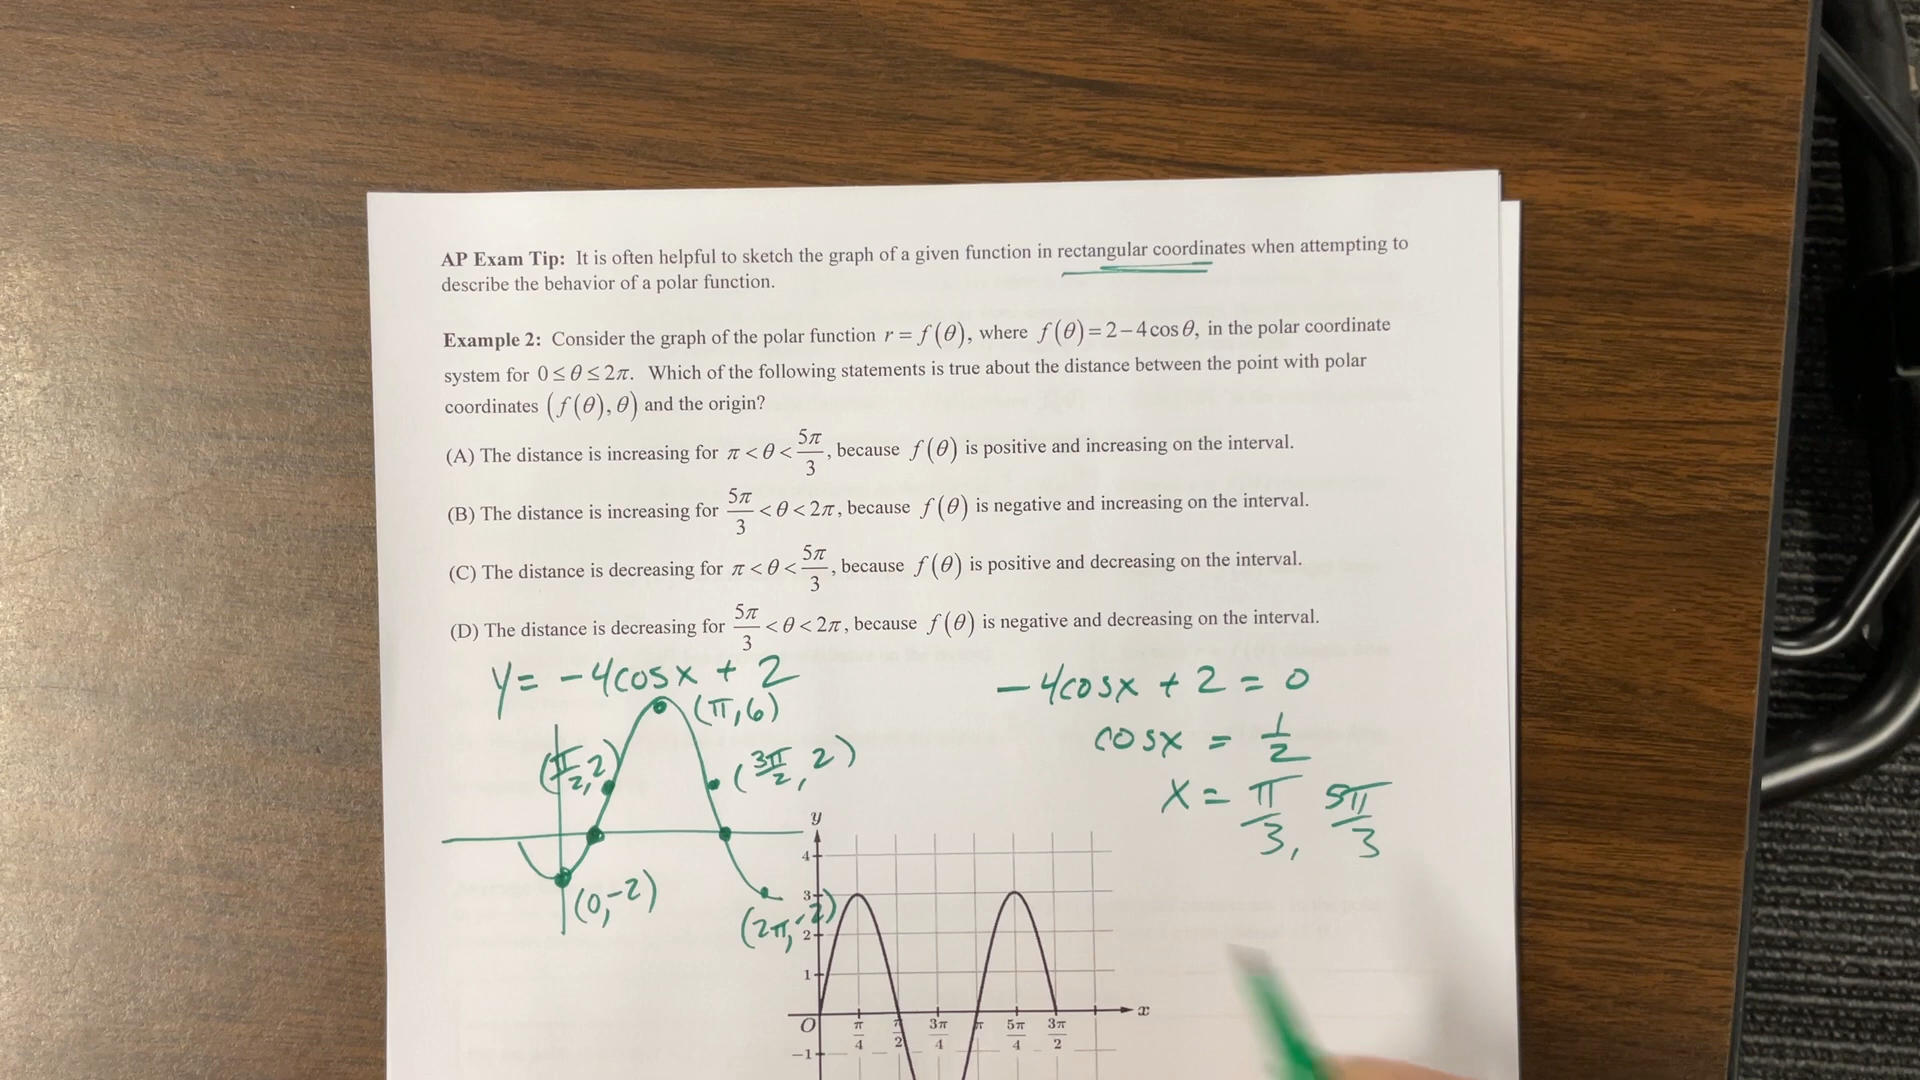 AP Exam Tip: It is often helpful to sketch the graph of a given function in rectangular coordinates when attempting to
describe the behavior of a polar function.
Example 2: Consider the graph of the polar function r = f(θ), where f(θ) = 2 − 4 cos θ, in the polar coordinate
system for 0 ≤ θ ≤ 2π. Which of the following statements is true about the distance between the point with polar
coordinates (f(θ), θ) and the origin?
(A) The distance is increasing for π < θ < 5π/3, because f(θ) is positive and increasing on the interval.
(B) The distance is increasing for 5π/3 < θ < 2π, because f(θ) is negative and increasing on the interval.
(C) The distance is decreasing for π < θ < 5π/3, because f(θ) is positive and decreasing on the interval.
(D) The distance is decreasing for 5π/3 < θ < 2π, because f(θ) is negative and decreasing on the interval.
y = −4cosx + 2
(π, 6)
(π/2, 2)
(3π/2, 2)
(0, −2)
(2π, −2)
−4cosx + 2 = 0
cosx = 1/2
x = π/3, 5π/3
y
4
3
2
1
O
−1
π/4
π/2
3π/4
π
5π/4
3π/2
x